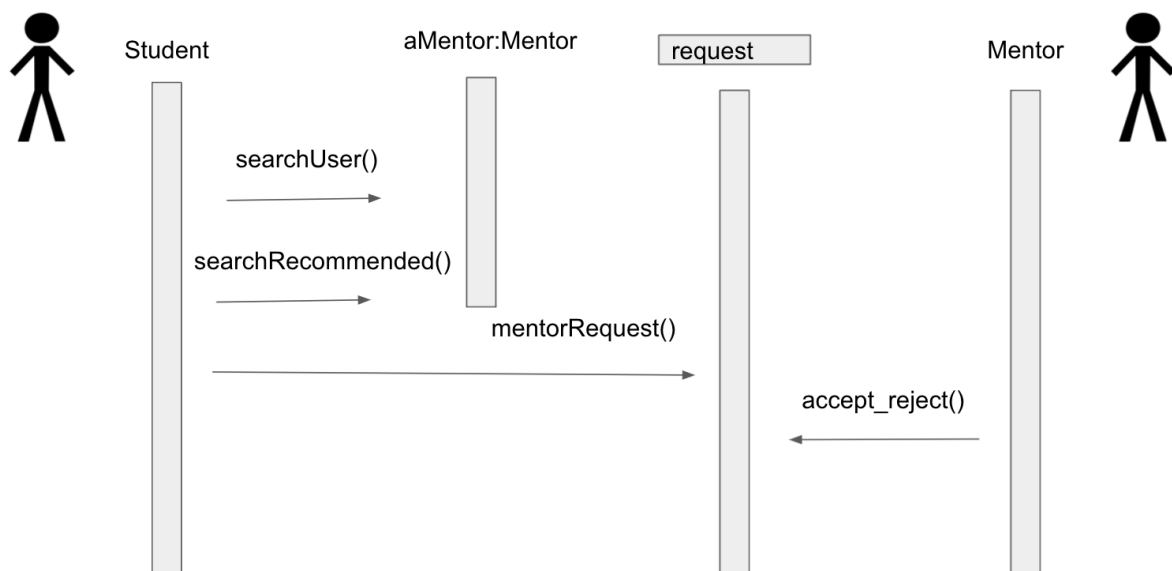 Student
aMentor:Mentor
request
Mentor
searchUser()
searchRecommended()
mentorRequest()
accept_reject()